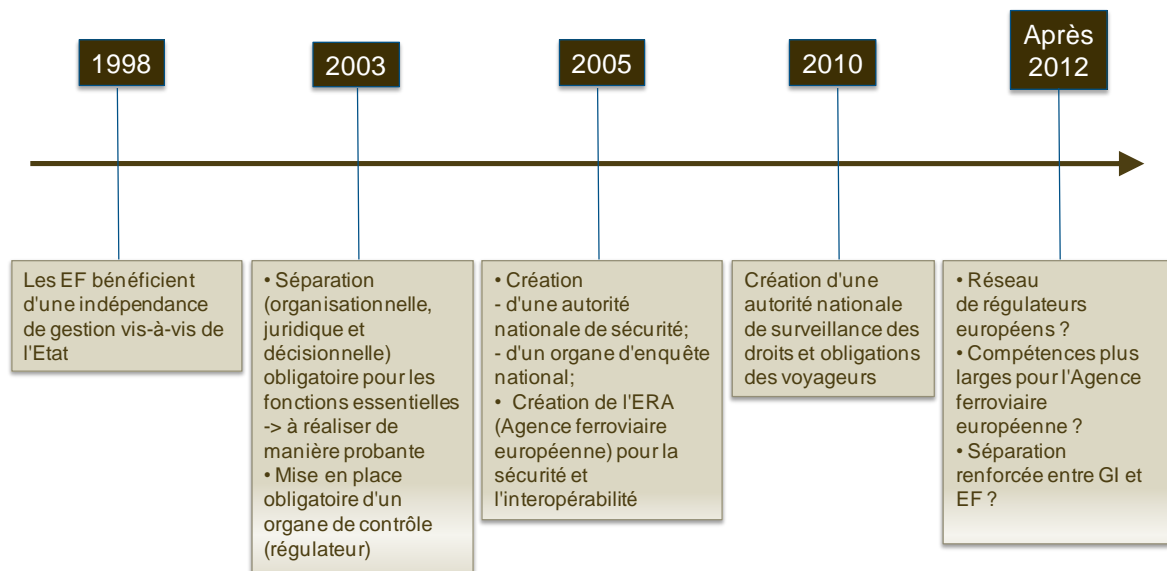 1998
2003
2005
2010
Après
2012
Les EF bénéficient
d'une indépendance
de gestion vis-à-vis de
l'Etat
• Séparation
(organisationnelle,
juridique et
décisionnelle)
obligatoire pour les
fonctions essentielles
-> à réaliser de
manière probante
• Mise en place
obligatoire d'un
organe de contrôle
(régulateur)
• Création
- d'une autorité
nationale de sécurité;
- d'un organe d'enquête
national;
• Création de l'ERA
(Agence ferroviaire
européenne) pour la
sécurité et
l'interopérabilité
Création d'une
autorité nationale
de surveillance des
droits et obligations
des voyageurs
• Réseau
de régulateurs
européens ?
• Compétences plus
larges pour l'Agence
ferroviaire
européenne ?
• Séparation
renforcée entre GI et
EF ?